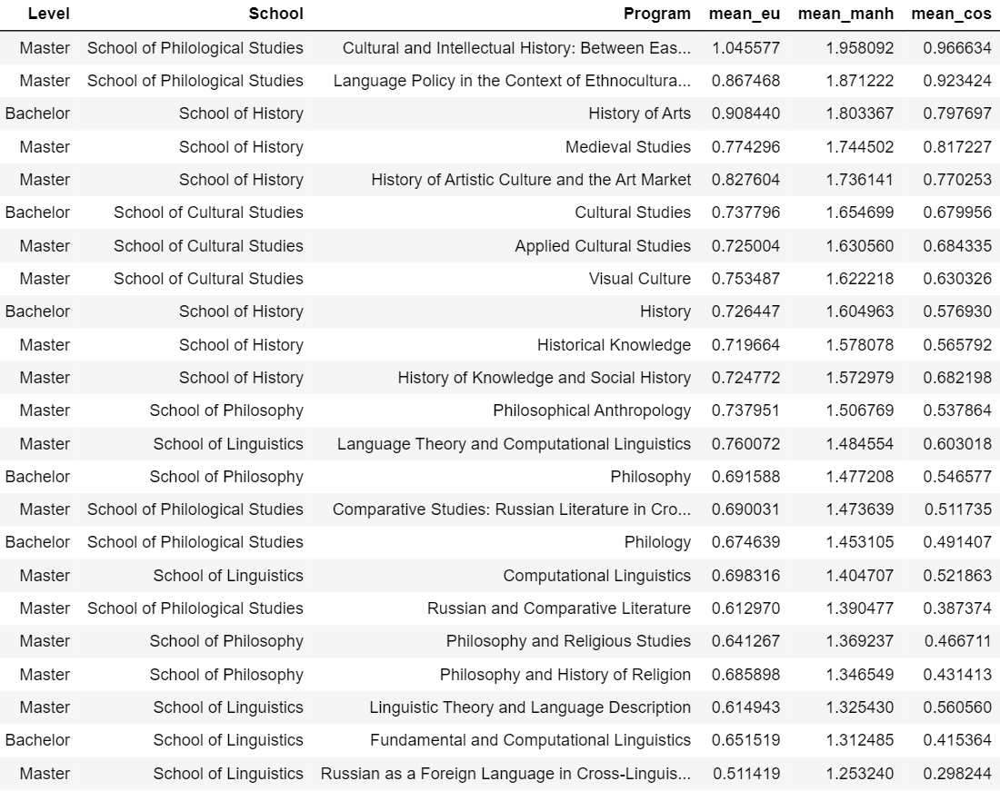 Level School Program mean_eu mean_manh mean_cos
Master School of Philological Studies Cultural and Intellectual History: Between Eas... 1.045577 1.958092 0.966634
Master School of Philological Studies Language Policy in the Context of Ethnocultura... 0.867468 1.871222 0.923424
Bachelor School of History History of Arts 0.908440 1.803367 0.797697
Master School of History Medieval Studies 0.774296 1.744502 0.817227
Master School of History History of Artistic Culture and the Art Market 0.827604 1.736141 0.770253
Bachelor School of Cultural Studies Cultural Studies 0.737796 1.654699 0.679956
Master School of Cultural Studies Applied Cultural Studies 0.725004 1.630560 0.684335
Master School of Cultural Studies Visual Culture 0.753487 1.622218 0.630326
Bachelor School of History History 0.726447 1.604963 0.576930
Master School of History Historical Knowledge 0.719664 1.578078 0.565792
Master School of History History of Knowledge and Social History 0.724772 1.572979 0.682198
Master School of Philosophy Philosophical Anthropology 0.737951 1.506769 0.537864
Master School of Linguistics Language Theory and Computational Linguistics 0.760072 1.484554 0.603018
Bachelor School of Philosophy Philosophy 0.691588 1.477208 0.546577
Master School of Philological Studies Comparative Studies: Russian Literature in Cro... 0.690031 1.473639 0.511735
Bachelor School of Philological Studies Philology 0.674639 1.453105 0.491407
Master School of Linguistics Computational Linguistics 0.698316 1.404707 0.521863
Master School of Philological Studies Russian and Comparative Literature 0.612970 1.390477 0.387374
Master School of Philosophy Philosophy and Religious Studies 0.641267 1.369237 0.466711
Master School of Philosophy Philosophy and History of Religion 0.685898 1.346549 0.431413
Master School of Linguistics Linguistic Theory and Language Description 0.614943 1.325430 0.560560
Bachelor School of Linguistics Fundamental and Computational Linguistics 0.651519 1.312485 0.415364
Master School of Linguistics Russian as a Foreign Language in Cross-Linguis... 0.511419 1.253240 0.298244